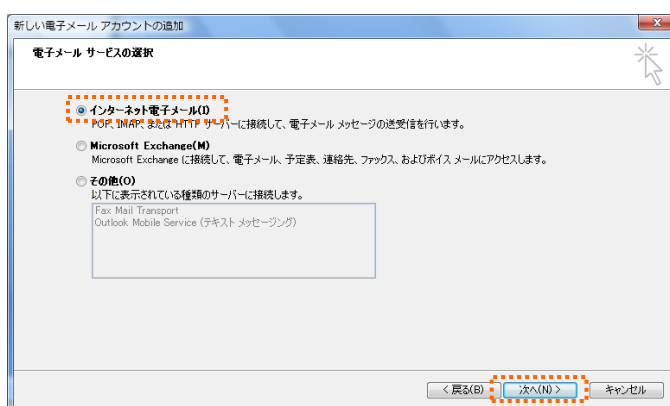 新しい電子メール アカウントの追加
電子メール サービスの選択
インターネット電子メール(I)
POP、IMAP、または HTTP サーバーに接続して、電子メール メッセージの送受信を行います。
Microsoft Exchange(M)
Microsoft Exchange に接続して、電子メール、予定表、連絡先、ファックス、およびボイス メールにアクセスします。
その他(O)
以下に表示されている種類のサーバーに接続します。
Fax Mail Transport
Outlook Mobile Service (テキスト メッセージング)
< 戻る(B) 次へ(N) > キャンセル